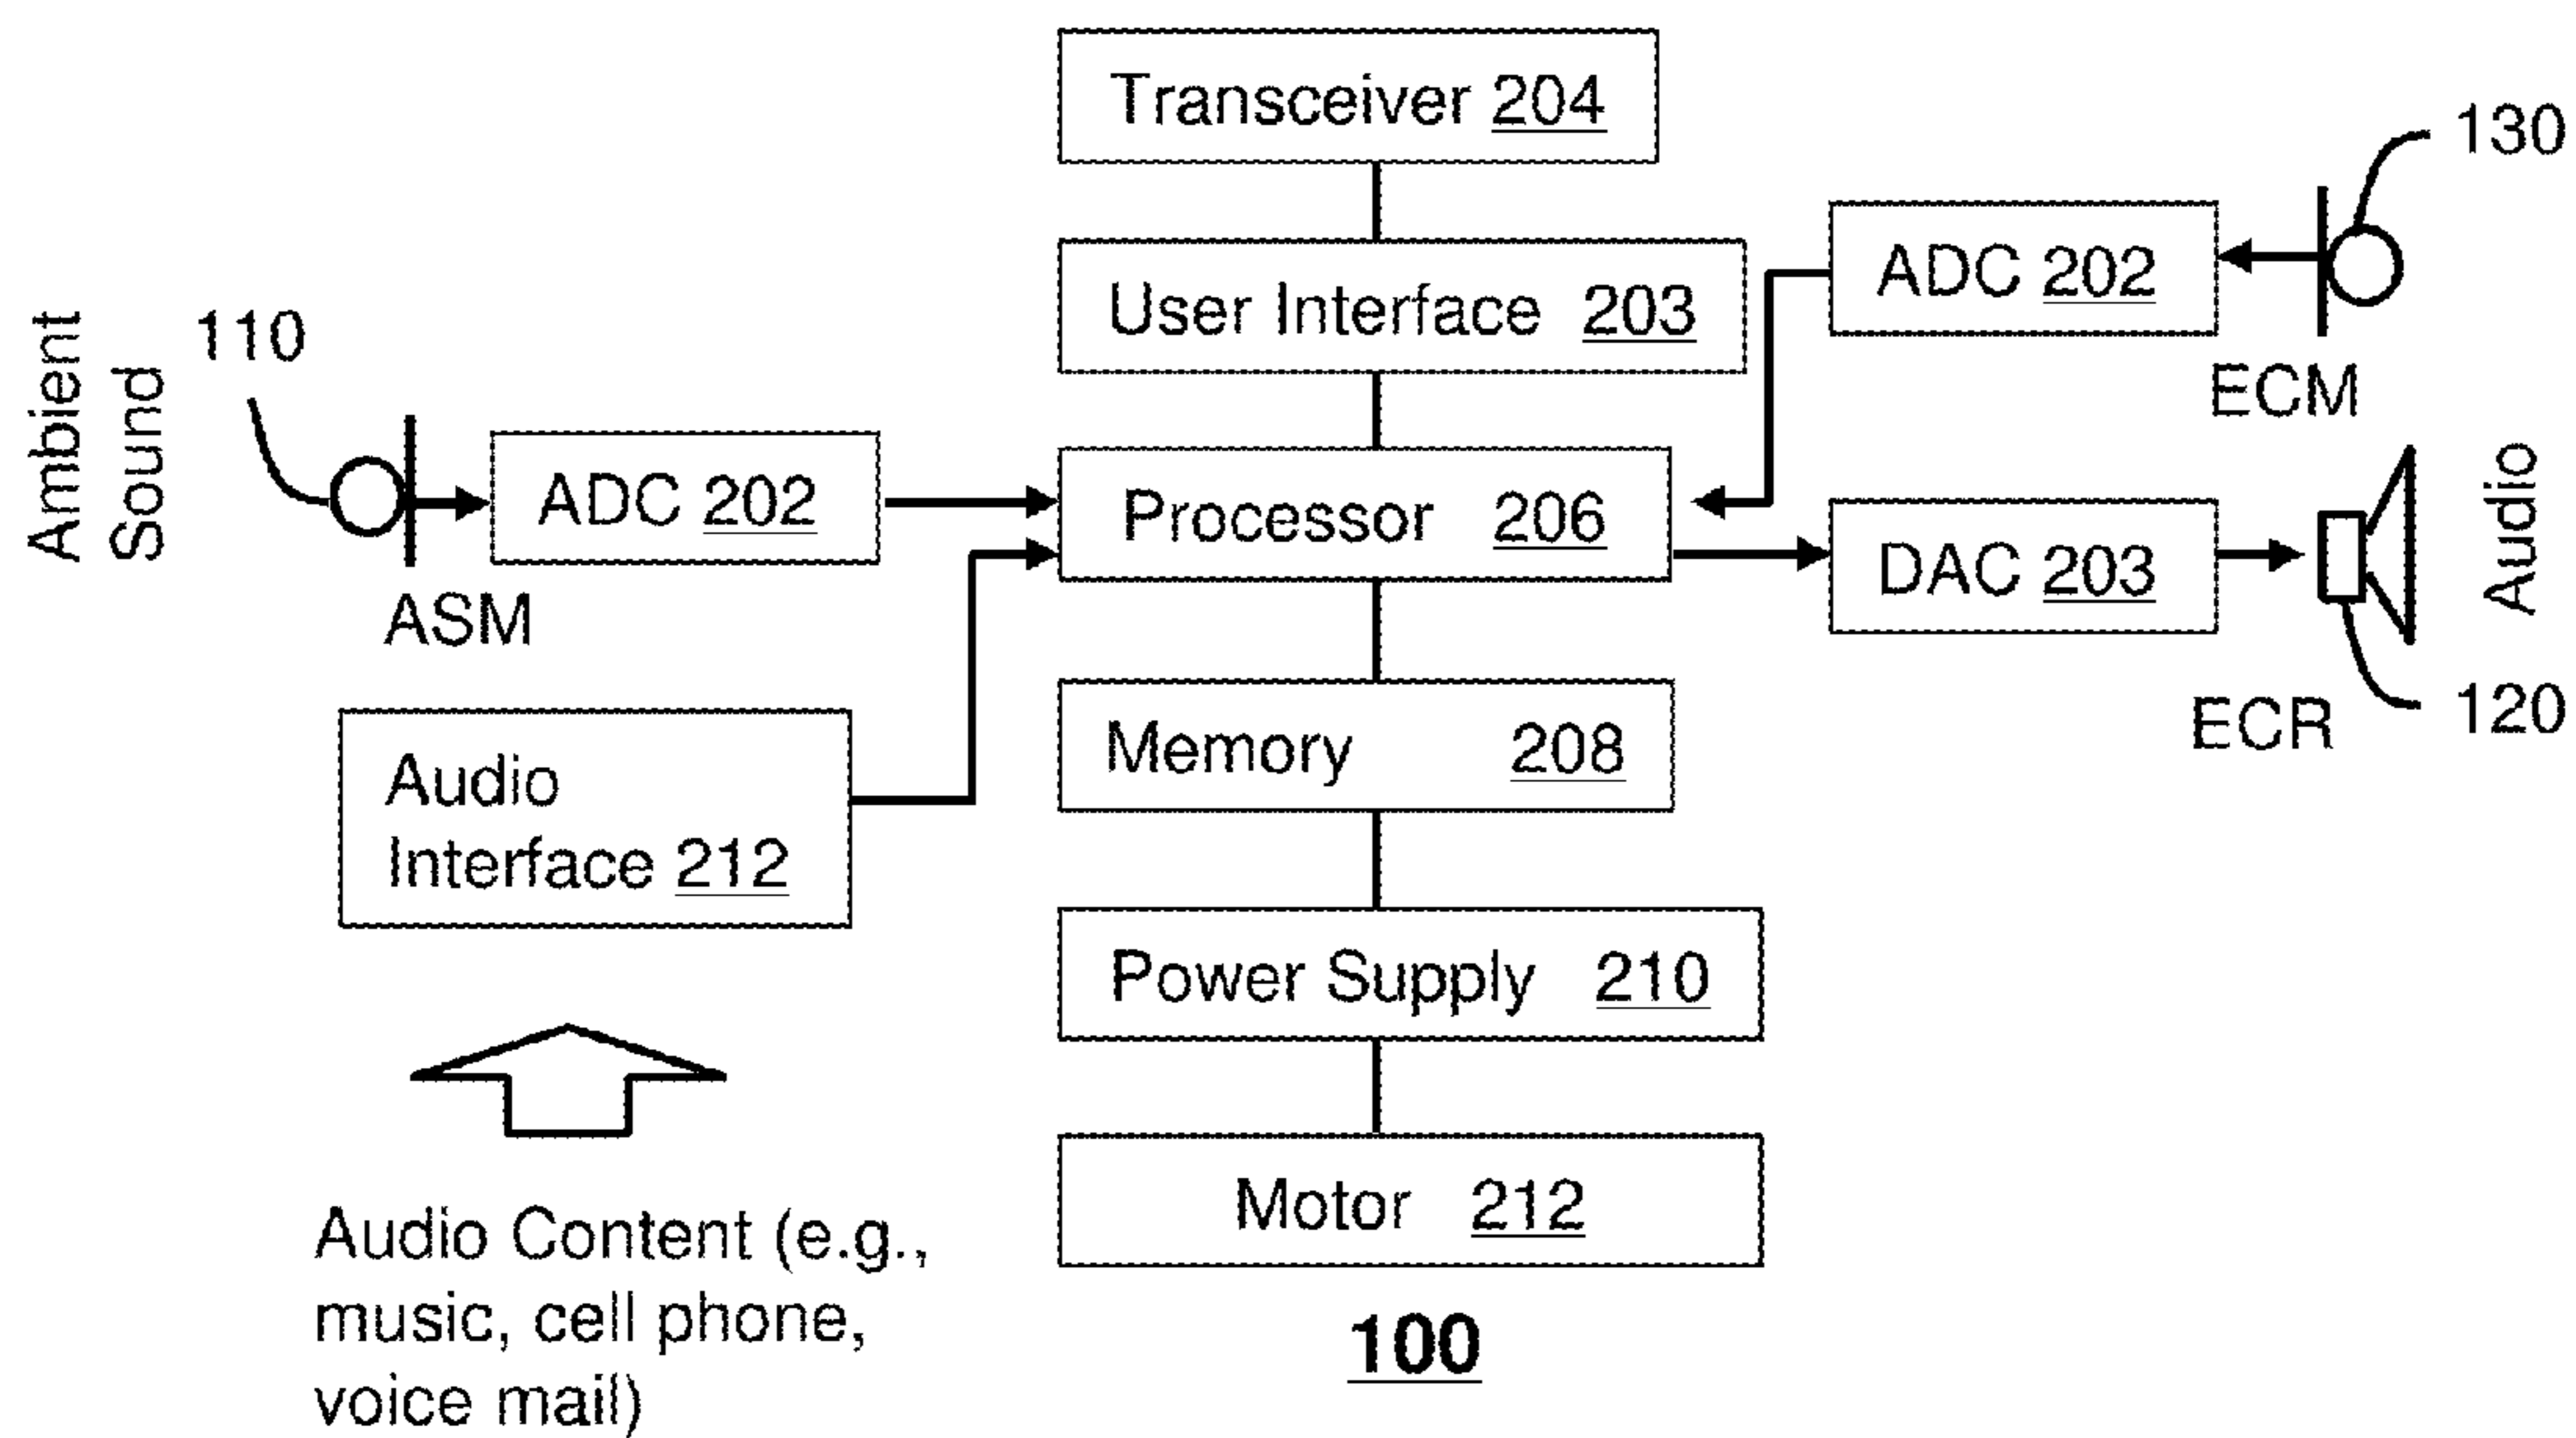 Transceiver 204
130
ADC 202
User Interface 203
110
Ambient
Sound
ECM
ADC 202
Processor 206
DAC 203
Audio
ASM
ECR
120
Memory 208
Audio
Interface 212
Power Supply 210
Motor 212
Audio Content (e.g.,
music, cell phone,
voice mail)
100